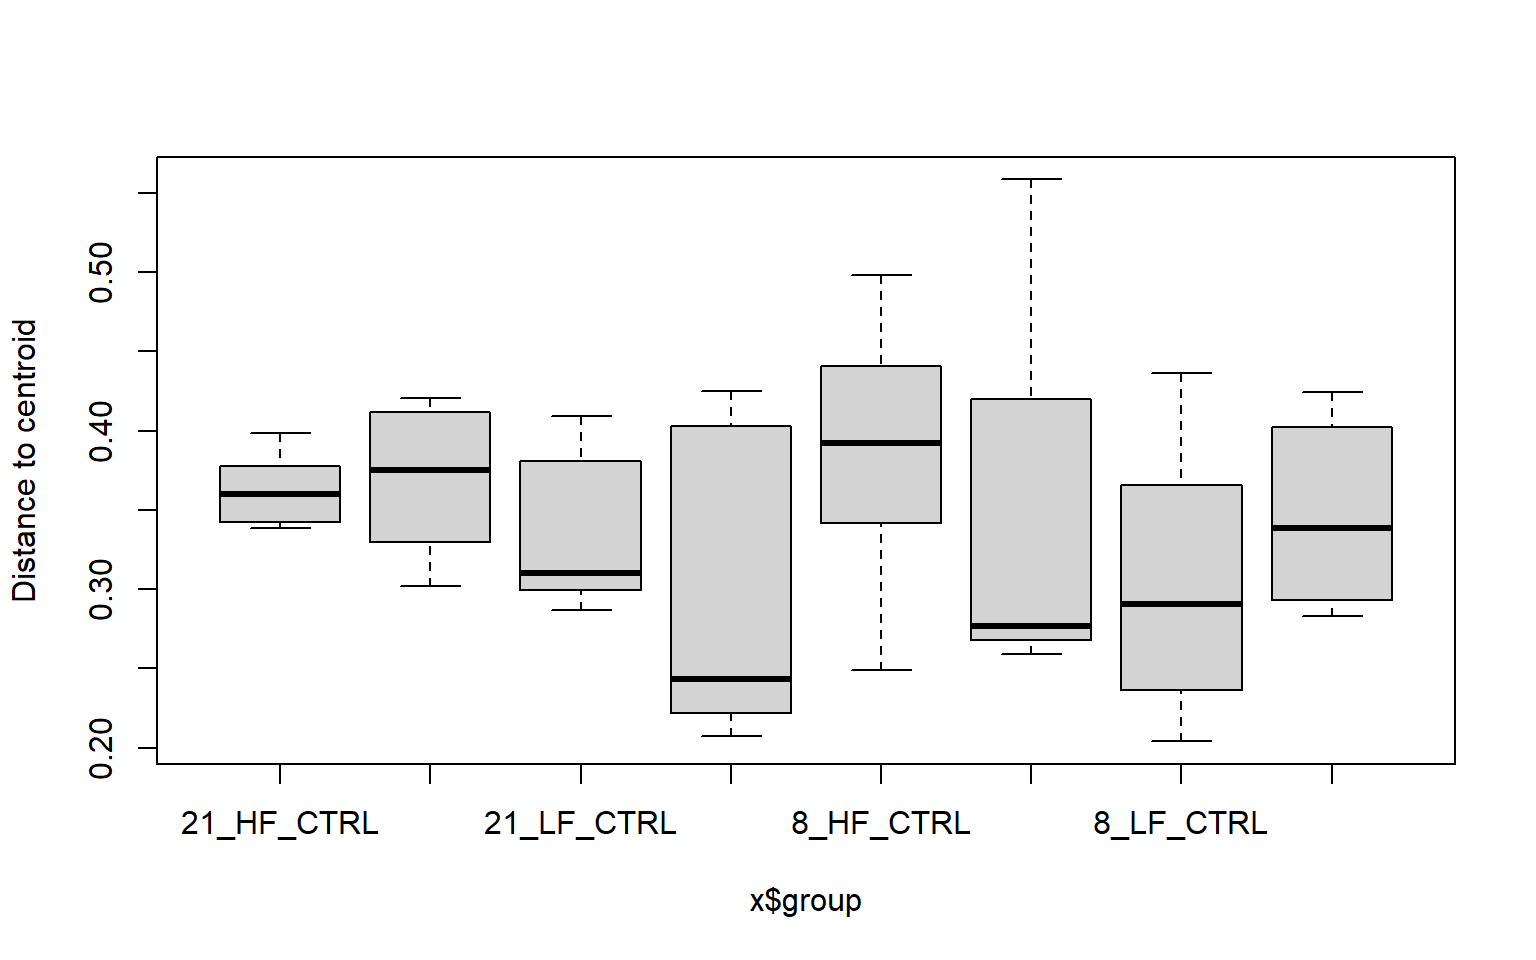 Distance to centroid
0.50
0.40
0.30
0.20
21_HF_CTRL 21_LF_CTRL 8_HF_CTRL 8_LF_CTRL
x$group